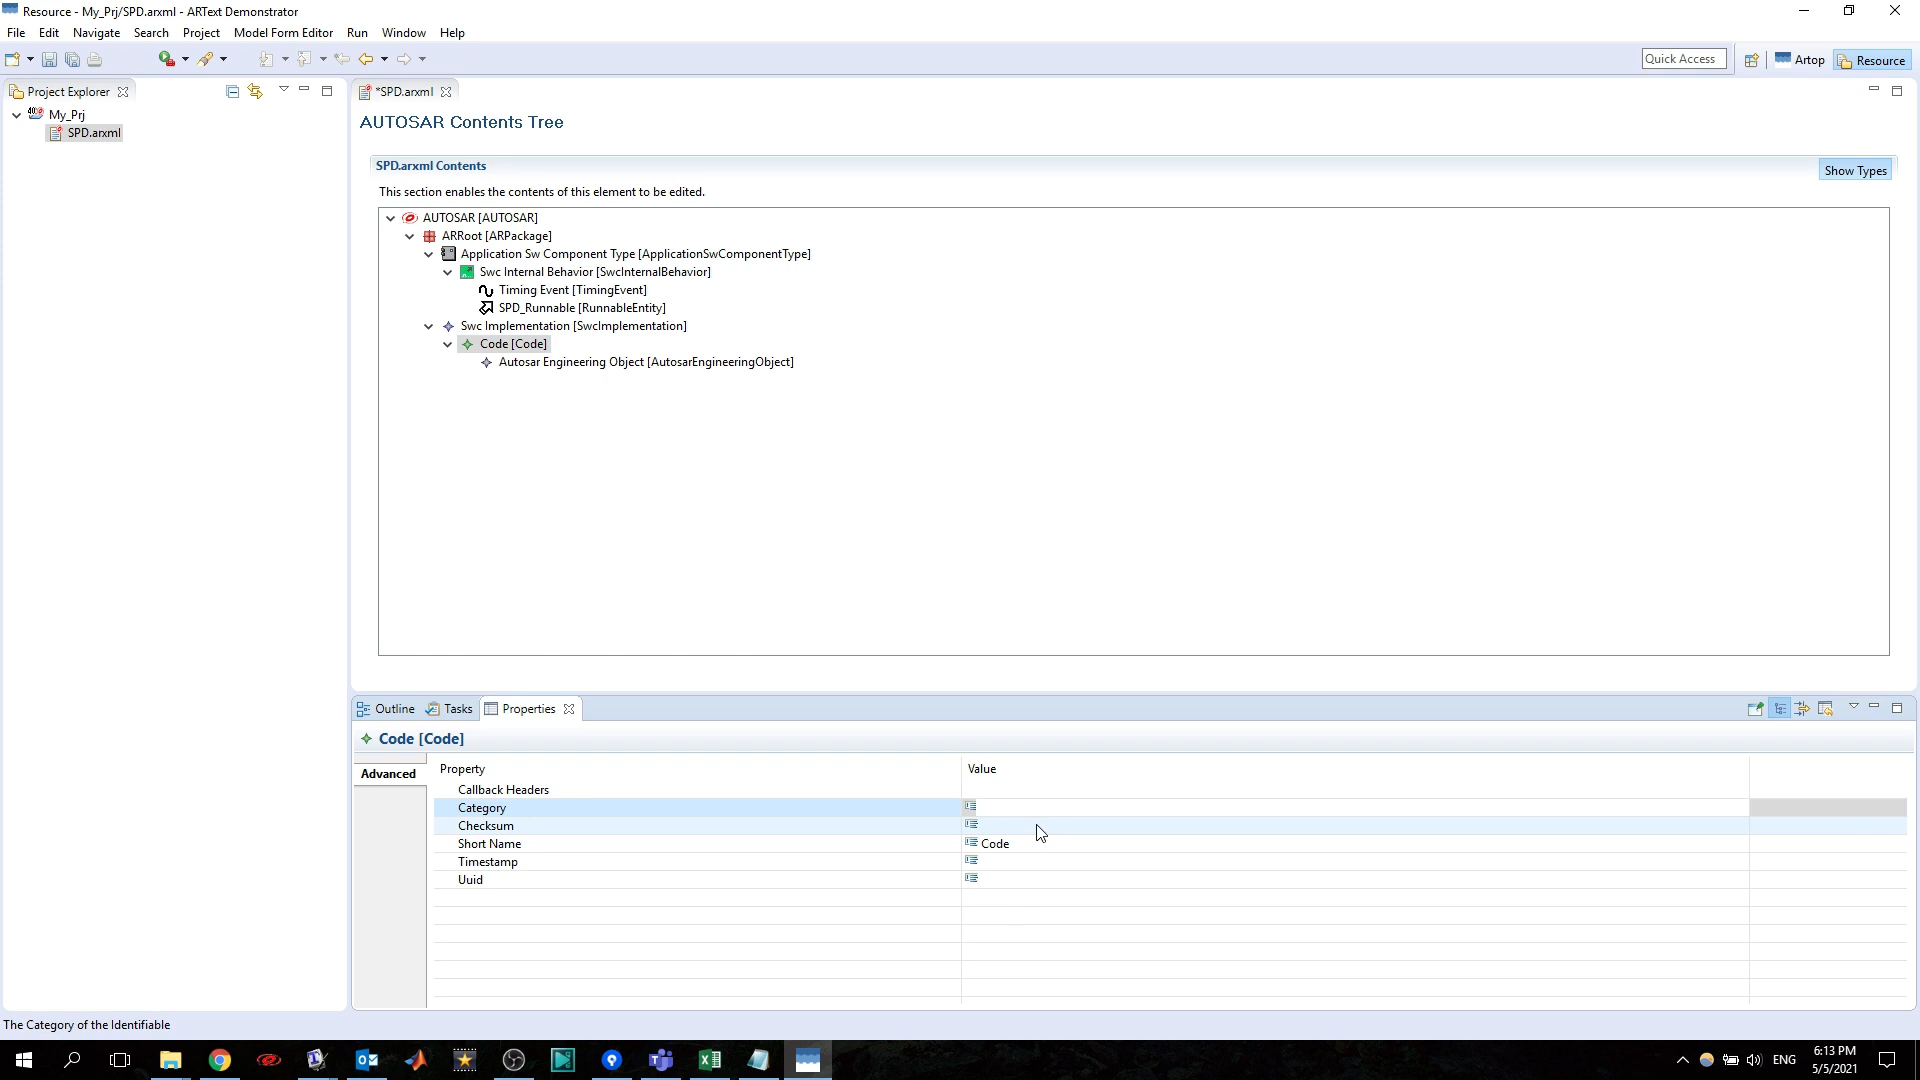 Resource - My_Prj/SPD.arxml - ARText Demonstrator
File Edit Navigate Search Project Model Form Editor Run Window Help
Quick Access Artop Resource
Project Explorer
My_Prj
SPD.arxml
*SPD.arxml
AUTOSAR Contents Tree
SPD.arxml Contents
Show Types
This section enables the contents of this element to be edited.
AUTOSAR [AUTOSAR]
ARRoot [ARPackage]
Application Sw Component Type [ApplicationSwComponentType]
Swc Internal Behavior [SwcInternalBehavior]
Timing Event [TimingEvent]
SPD_Runnable [RunnableEntity]
Swc Implementation [SwcImplementation]
Code [Code]
Autosar Engineering Object [AutosarEngineeringObject]
Outline Tasks Properties
Code [Code]
Advanced
Property Value
Callback Headers
Category
Checksum
Short Name Code
Timestamp
Uuid
The Category of the Identifiable
ENG
6:13 PM
5/5/2021